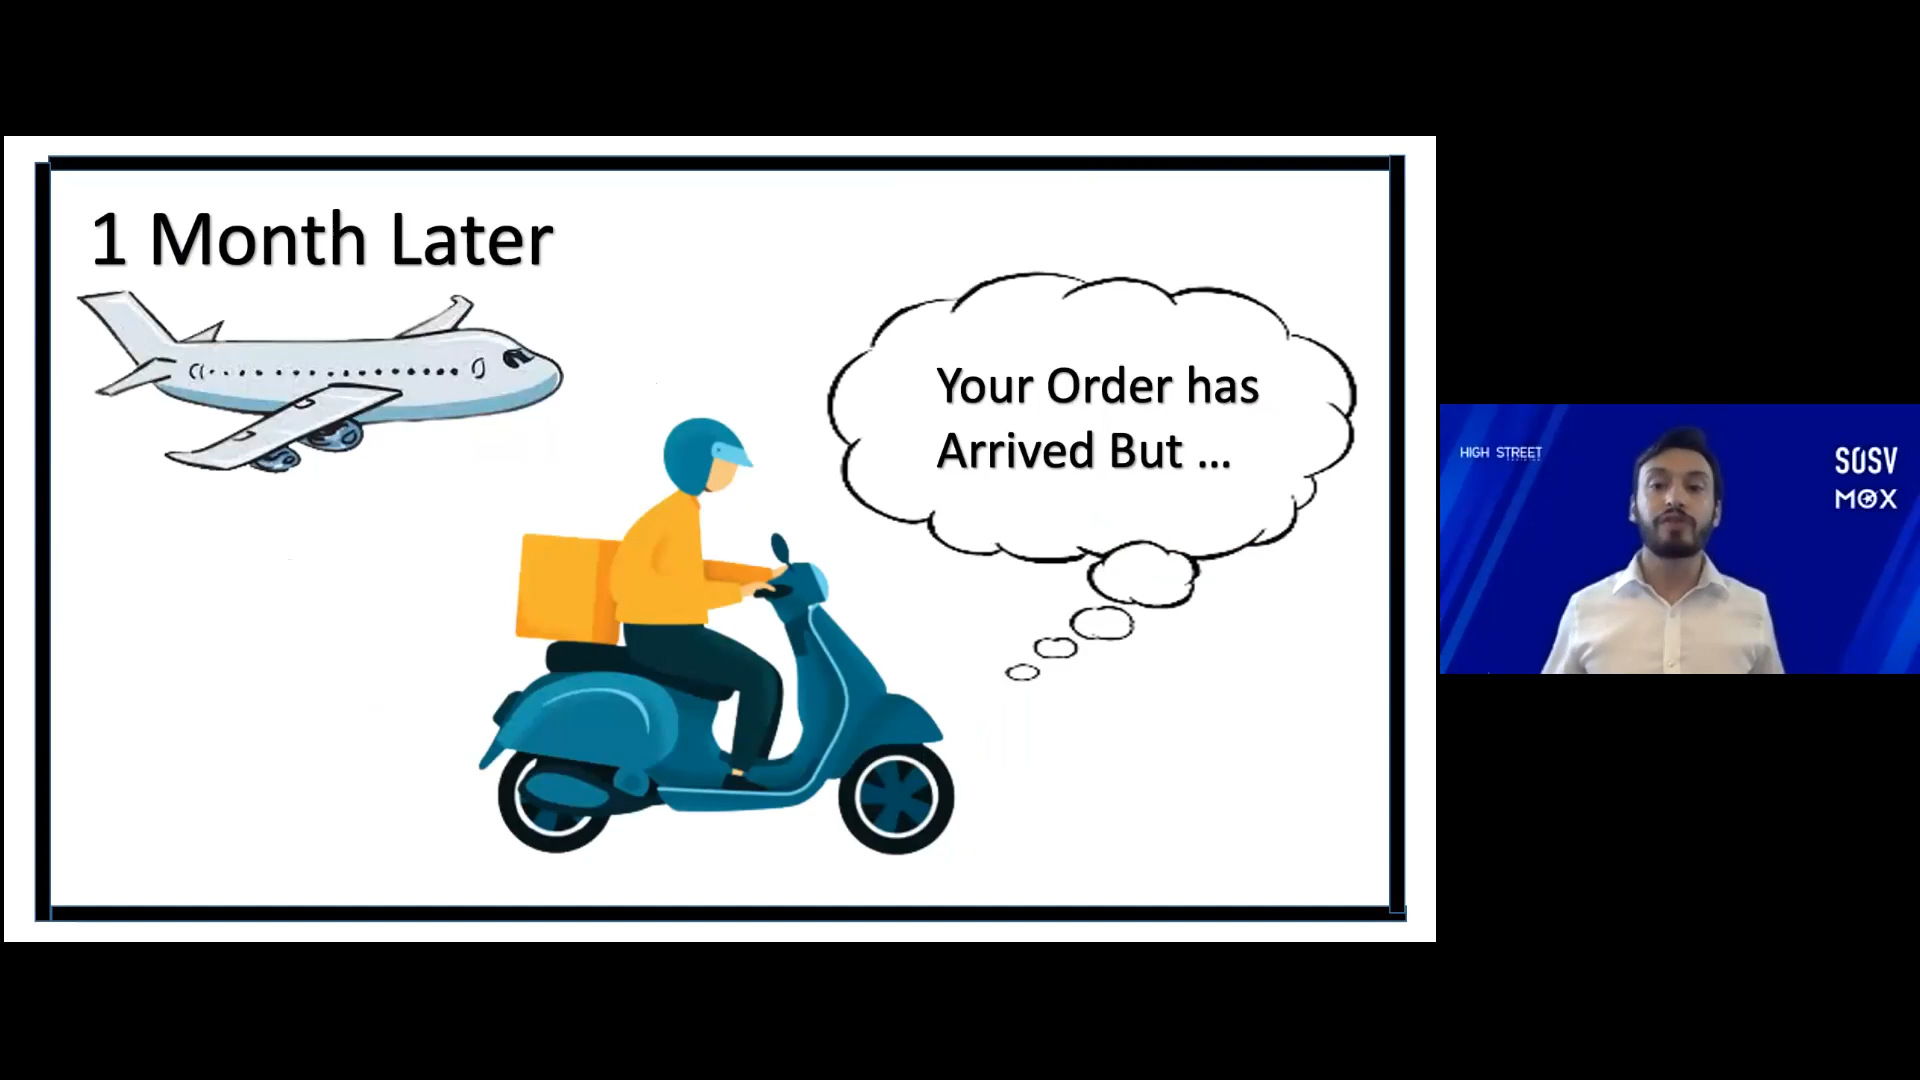 1 Month Later
Your Order has
Arrived But ...
HIGH STREET
SOSV
MOX